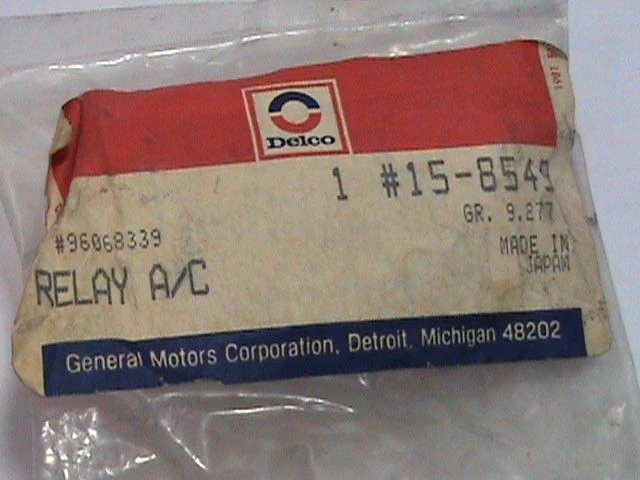 Delco
1 #15-8549
GR. 9.277
#96068339
MADE IN
JAPAN
RELAY A/C
General Motors Corporation, Detroit, Michigan 48202